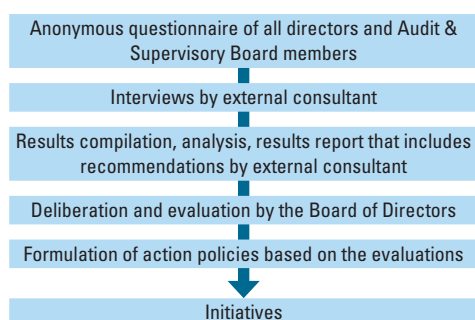 Anonymous questionnaire of all directors and Audit &
Supervisory Board members
Interviews by external consultant
Results compilation, analysis, results report that includes
recommendations by external consultant
Deliberation and evaluation by the Board of Directors
Formulation of action policies based on the evaluations
Initiatives